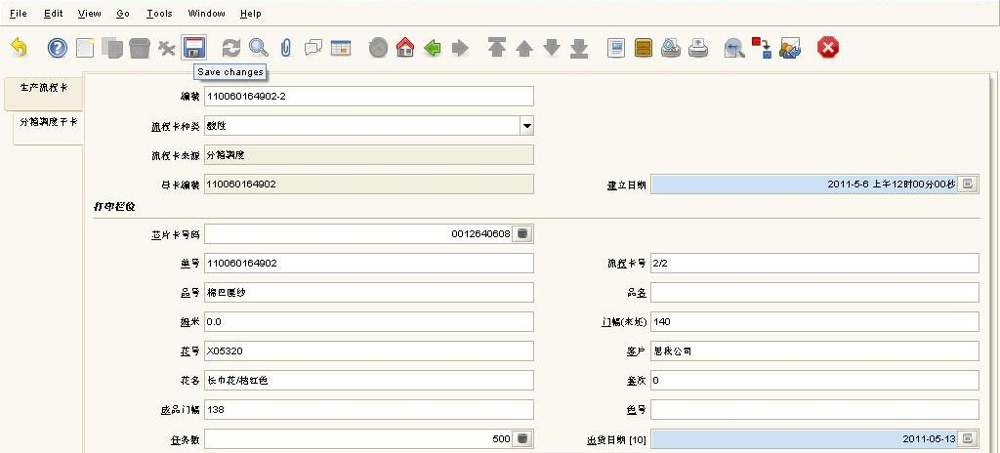 File Edit View Go Tools Window Help
Save changes
生产流程卡
分箱调度子卡
编号 110060164902-2
流程卡种类 酸性
流程卡来源 分箱调度
母卡编号 110060164902 建立日期 2011-5-6 上午12时00分00秒
打印栏位
芯片卡号码 0012640608
单号 110060164902 流程卡号 2/2
品号 棉巴厘纱 品名
姆米 0.0 门幅(来坯) 140
花号 X05320 客户 公司
花名 长巾花/桔红色 套次 0
成品门幅 138 色号
任务数 500 出货日期 [10] 2011-05-13